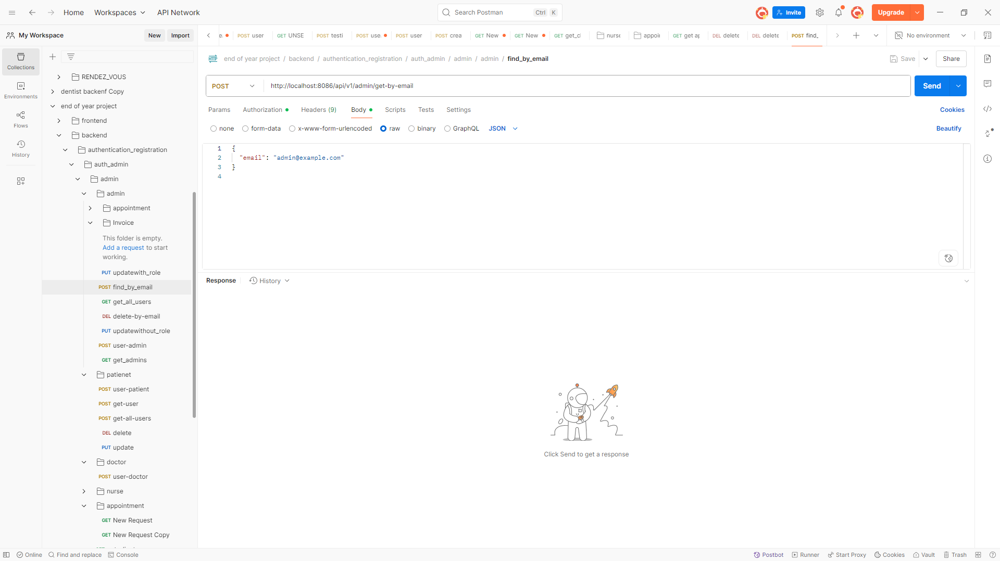 Home
Workspaces
API Network
Search Postman
Ctrl
K
Invite
Upgrade
My Workspace
New
Import
e.
POST user
GET UNSE
POST testi
POST use.
POST user
POST crea
GET New
GET New
GET get_cl
nurse
appoin
GET get ap
DEL delete
DEL delete
POST find_
No environment
Collections
Environments
Flows
History
RENDEZ_VOUS
dentist backenf Copy
end of year project
frontend
backend
authentication_registration
auth_admin
admin
admin
appointment
Invoice
This folder is empty.
Add a request to start
working.
PUT updatewith_role
POST find_by_email
GET get_all_users
DEL delete-by-email
PUT updatewithout_role
POST user-admin
GET get_admins
patienet
POST user-patient
POST get-user
POST get-all-users
DEL delete
PUT update
doctor
POST user-doctor
nurse
appointment
GET New Request
GET New Request Copy
end of year project / backend / authentication_registration / auth_admin / admin / admin / find_by_email
Save
Share
POST
http://localhost:8086/api/v1/admin/get-by-email
Send
Params
Authorization
Headers (9)
Body
Scripts
Tests
Settings
Cookies
none
form-data
x-www-form-urlencoded
raw
binary
GraphQL
JSON
Beautify
1 {
2 "email": "admin@example.com"
3 }
4
Response
History
Click Send to get a response
Online
Find and replace
Console
Postbot
Runner
Start Proxy
Cookies
Vault
Trash